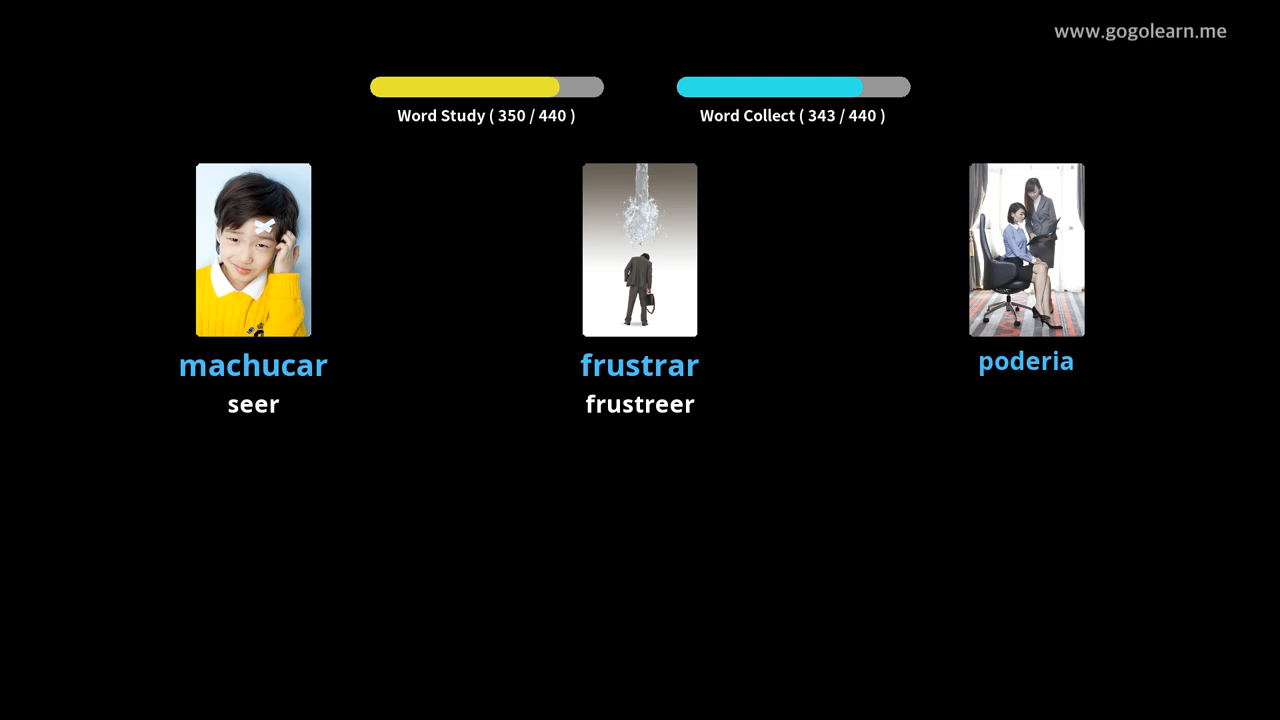 www.gogolearn.me
Word Study ( 350 / 440 )
Word Collect ( 343 / 440 )
machucar
seer
frustrar
frustreer
poderia